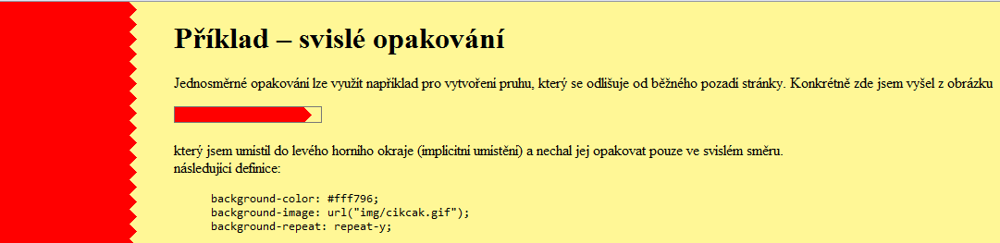 Příklad – svislé opakování
Jednosměrné opakování lze využít například pro vytvoření pruhu, který se odlišuje od běžného pozadí stránky. Konkrétně zde jsem vyšel z obrázku
který jsem umístil do levého horního okraje (implicitní umístění) a nechal jej opakovat pouze ve svislém směru.
následující definice:
background-color: #fff796;
background-image: url("img/cikcak.gif");
background-repeat: repeat-y;